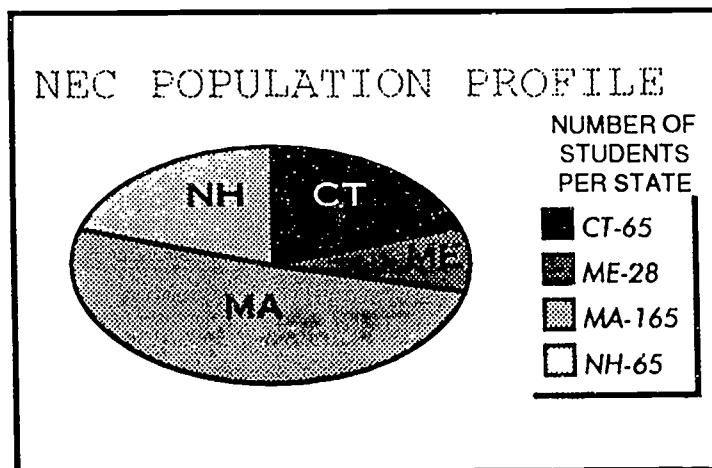 NEC POPULATION PROFILE
NUMBER OF
STUDENTS
PER STATE
NH
CT
ME
MA
CT-65
ME-28
MA-165
NH-65